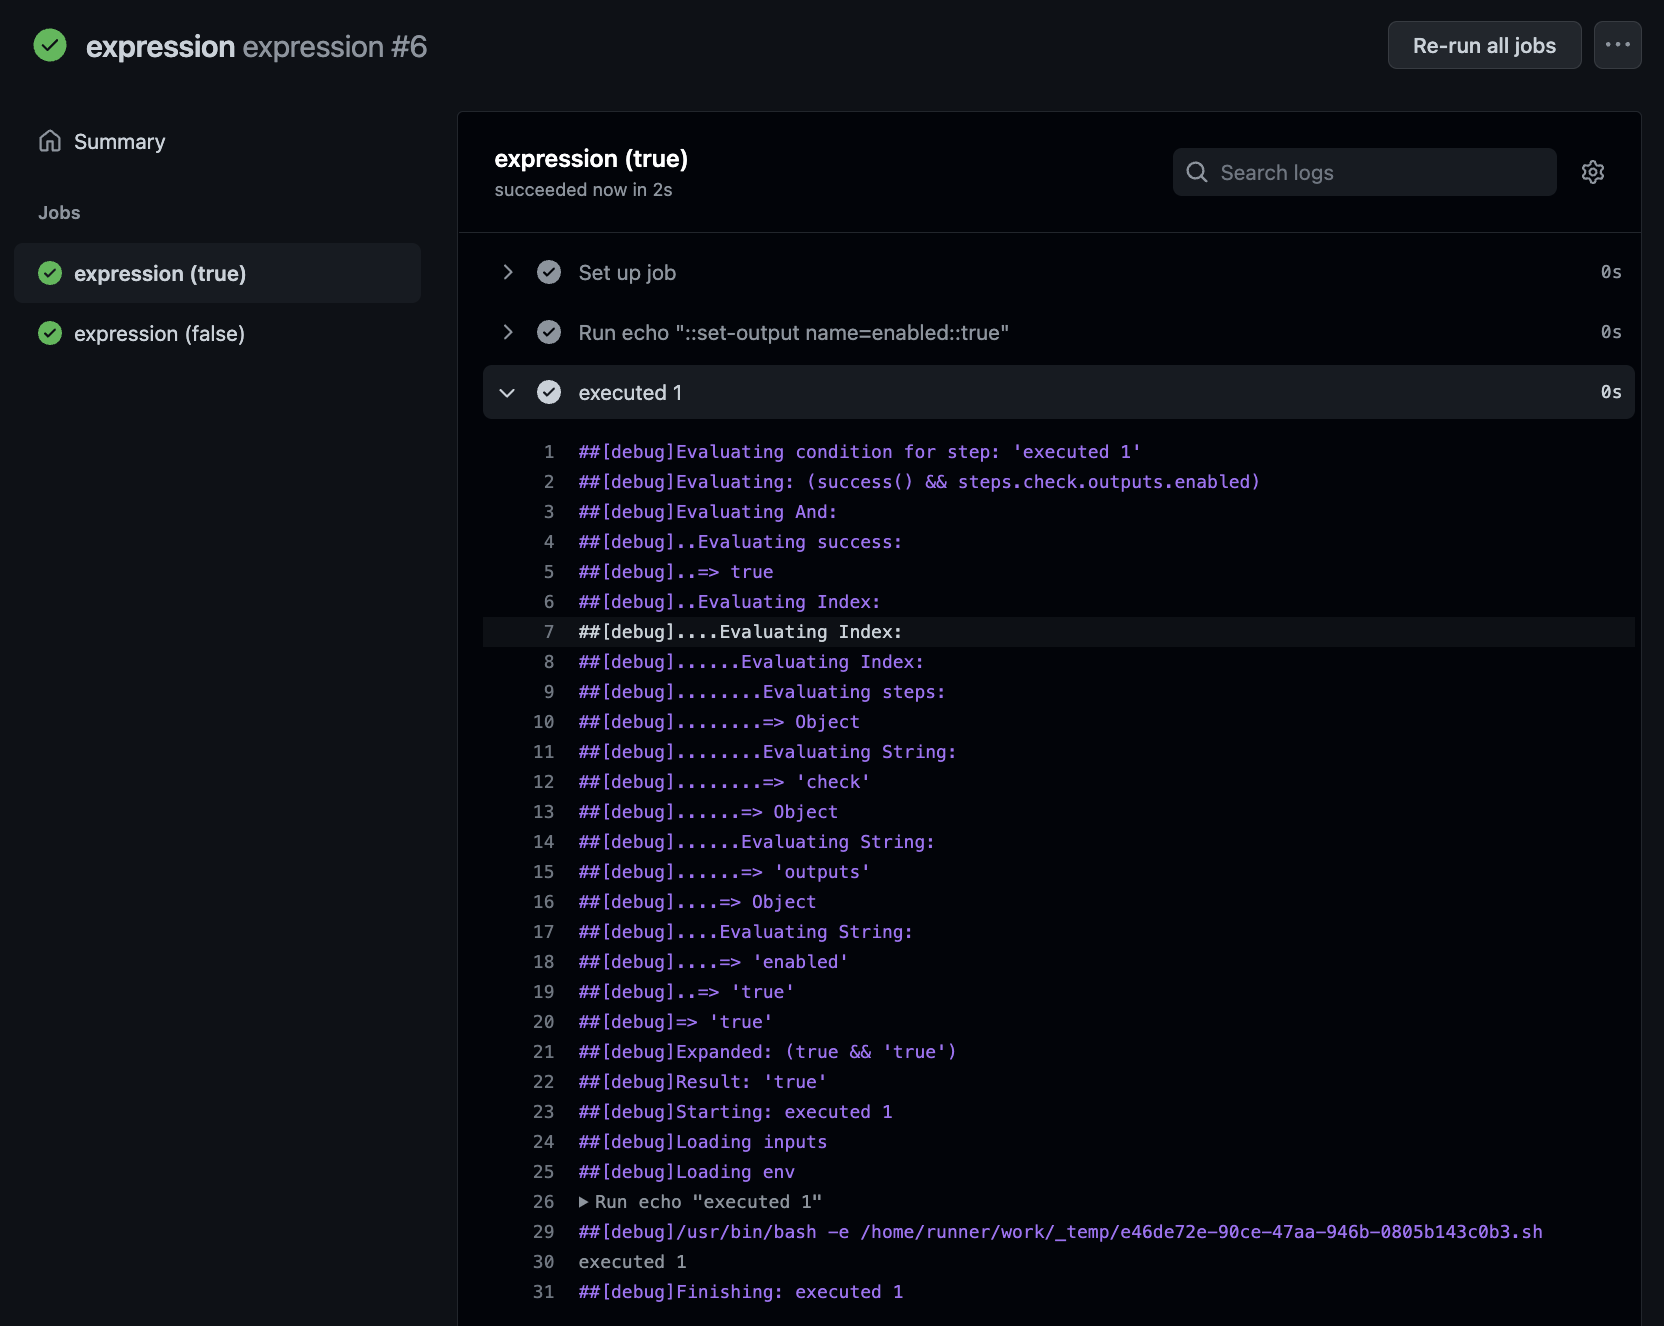 expression expression #6
Re-run all jobs
Summary
Jobs
expression (true)
expression (false)
expression (true)
succeeded now in 2s
Search logs
Set up job 0s
Run echo "::set-output name=enabled::true" 0s
executed 1 0s
1 ##[debug]Evaluating condition for step: 'executed 1'
2 ##[debug]Evaluating: (success() && steps.check.outputs.enabled)
3 ##[debug]Evaluating And:
4 ##[debug]..Evaluating success:
5 ##[debug]..=> true
6 ##[debug]..Evaluating Index:
7 ##[debug]....Evaluating Index:
8 ##[debug]......Evaluating Index:
9 ##[debug]........Evaluating steps:
10 ##[debug]........=> Object
11 ##[debug]........Evaluating String:
12 ##[debug]........=> 'check'
13 ##[debug]......=> Object
14 ##[debug]......Evaluating String:
15 ##[debug]......=> 'outputs'
16 ##[debug]....=> Object
17 ##[debug]....Evaluating String:
18 ##[debug]....=> 'enabled'
19 ##[debug]..=> 'true'
20 ##[debug]=> 'true'
21 ##[debug]Expanded: (true && 'true')
22 ##[debug]Result: 'true'
23 ##[debug]Starting: executed 1
24 ##[debug]Loading inputs
25 ##[debug]Loading env
26 Run echo "executed 1"
29 ##[debug]/usr/bin/bash -e /home/runner/work/_temp/e46de72e-90ce-47aa-946b-0805b143c0b3.sh
30 executed 1
31 ##[debug]Finishing: executed 1